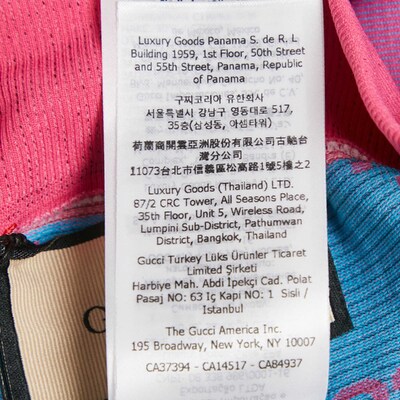 Luxury Goods Panama S. de R. L
Building 1959, 1st Floor, 50th Street
and 55th Street, Panama, Republic
of Panama
구찌코리아 유한회사
서울특별시 강남구 영동대로 517,
35층(삼성동, 아셈타워)
荷蘭商開雲亞洲股份有限公司古馳台
灣分公司
11073台北市信義區松高路1號17樓之2
Luxury Goods (Thailand) LTD.
87/2 CRC Tower, All Seasons Place,
35th Floor, Unit 5, Wireless Road,
Lumpini Sub-District, Pathumwan
District, Bangkok, Thailand
Gucci Turkey Lüks Ürünler Ticaret
Limited Şirketi
Harbiye Mah. Abdi İpekçi Cad. Polat
Pasaj NO: 63 İç Kapi NO: 1 Sisli /
Istanbul
The Gucci America Inc.
195 Broadway, New York, NY 10007
CA37394 - CA14517 - CA84937
G